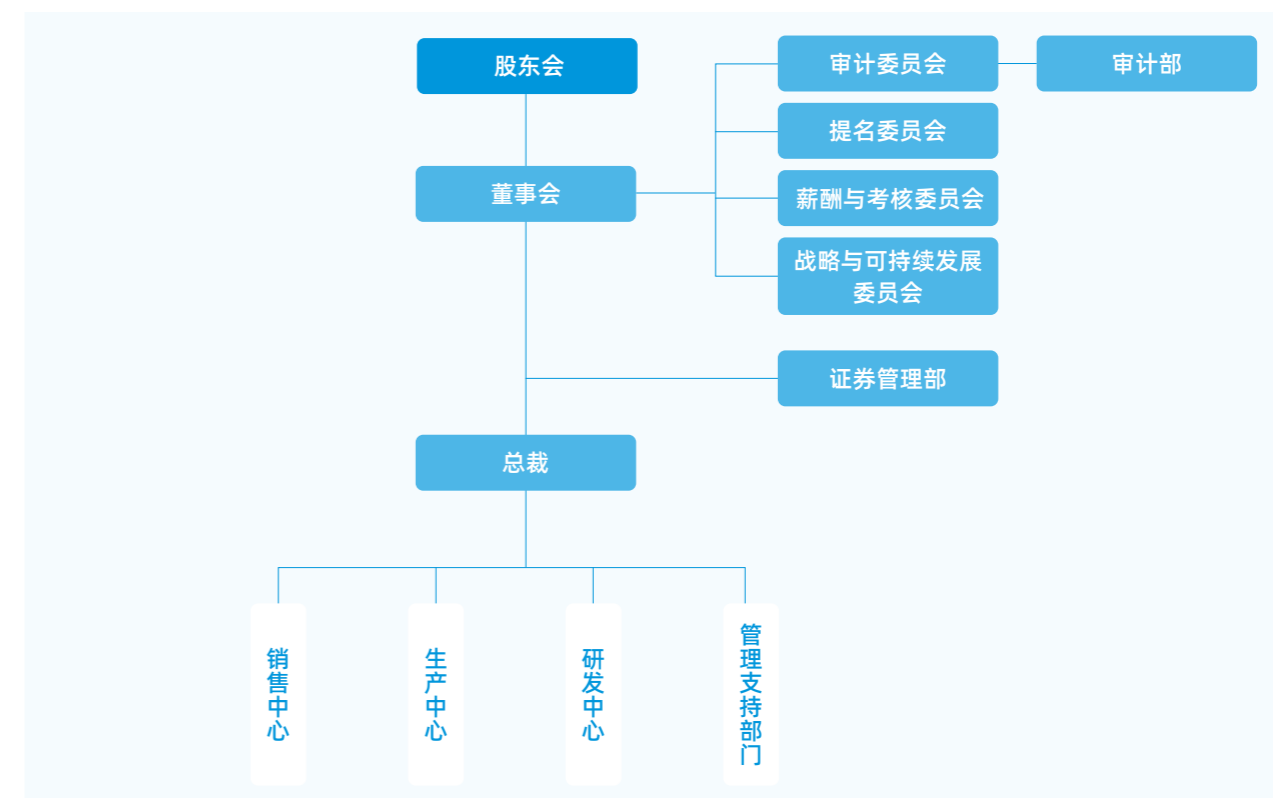 股东会
审计委员会
审计部
提名委员会
董事会
薪酬与考核委员会
战略与可持续发展
委员会
证券管理部
总裁
销售中心
生产中心
研发中心
管理支持部门